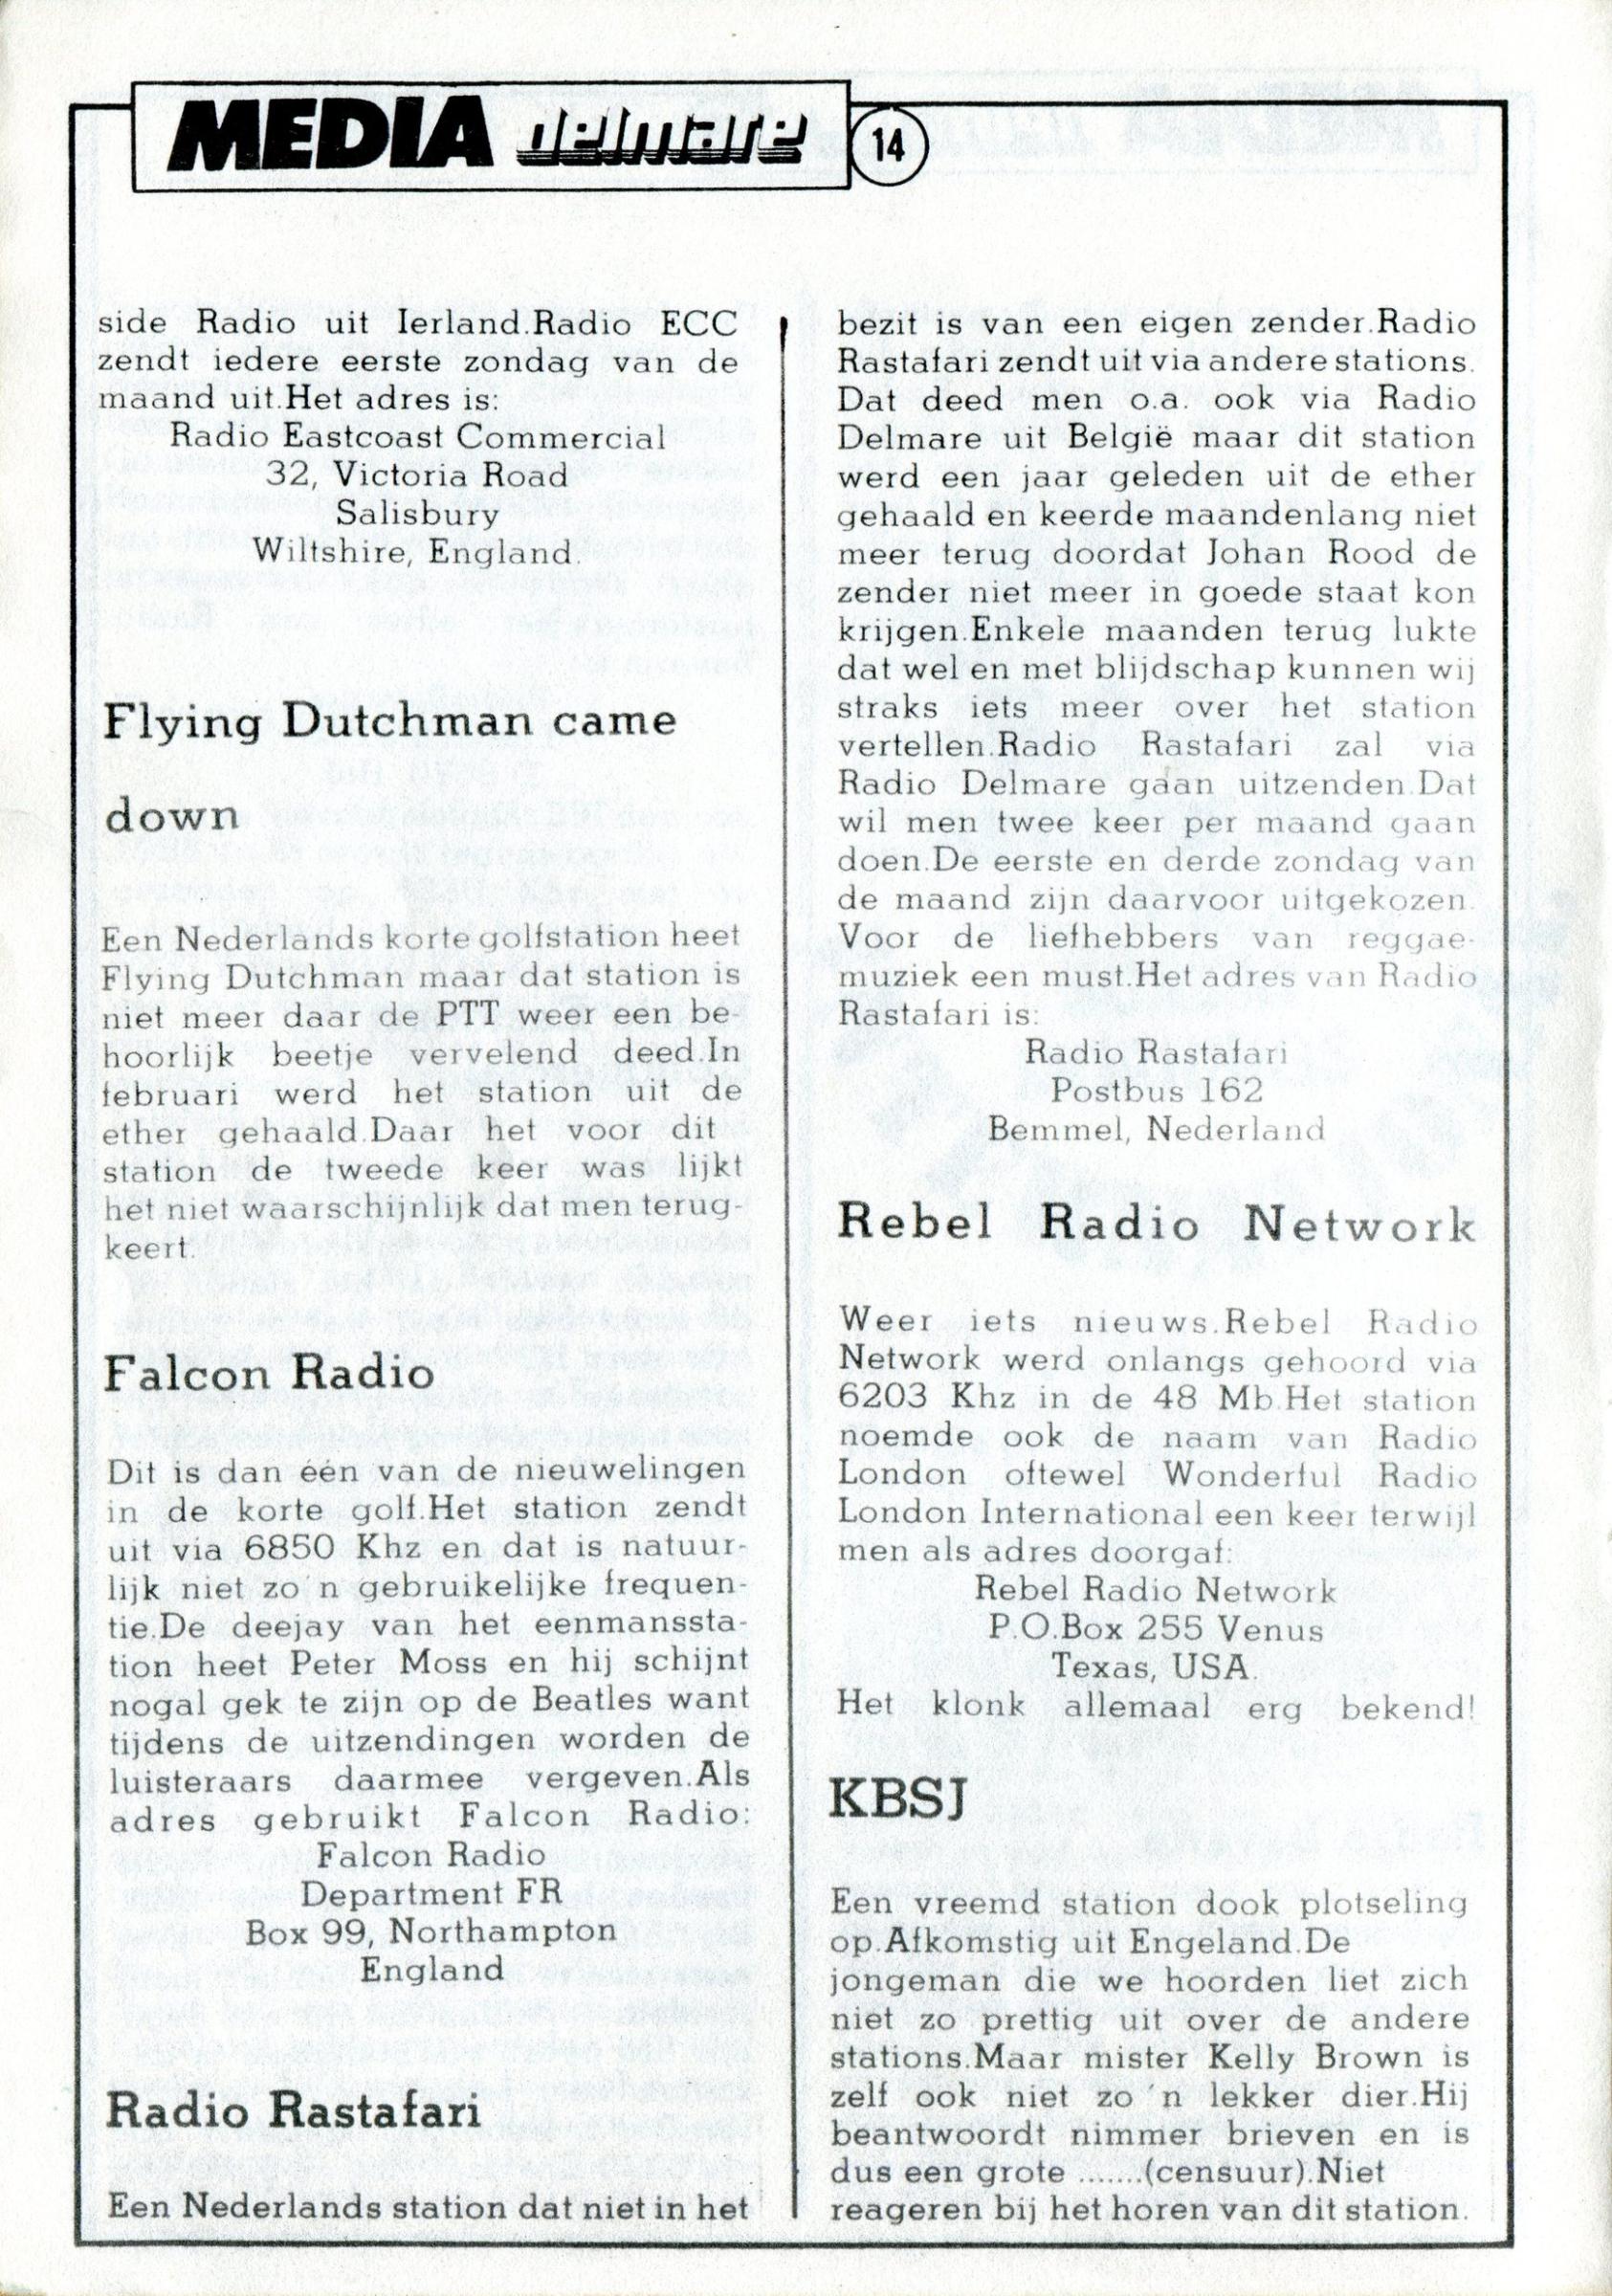 MEDIA delmare 14
side Radio uit Ierland.Radio ECC
zendt iedere eerste zondag van de
maand uit.Het adres is:
Radio Eastcoast Commercial
32, Victoria Road
Salisbury
Wiltshire, England.
Flying Dutchman came
down
Een Nederlands korte golfstation heet
Flying Dutchman maar dat station is
niet meer daar de PTT weer een be-
hoorlijk beetje vervelend deed.In
februari werd het station uit de
ether gehaald.Daar het voor dit
station de tweede keer was lijkt
het niet waarschijnlijk dat men terug-
keert.
Falcon Radio
Dit is dan één van de nieuwelingen
in de korte golf.Het station zendt
uit via 6850 Khz en dat is natuur-
lijk niet zo'n gebruikelijke frequen-
tie.De deejay van het eenmanssta-
tion heet Peter Moss en hij schijnt
nogal gek te zijn op de Beatles want
tijdens de uitzendingen worden de
luisteraars daarmee vergeven.Als
adres gebruikt Falcon Radio:
Falcon Radio
Department FR
Box 99, Northampton
England
Radio Rastafari
Een Nederlands station dat niet in het
bezit is van een eigen zender.Radio
Rastafari zendt uit via andere stations.
Dat deed men o.a. ook via Radio
Delmare uit België maar dit station
werd een jaar geleden uit de ether
gehaald en keerde maandenlang niet
meer terug doordat Johan Rood de
zender niet meer in goede staat kon
krijgen.Enkele maanden terug lukte
dat wel en met blijdschap kunnen wij
straks iets meer over het station
vertellen.Radio Rastafari zal via
Radio Delmare gaan uitzenden.Dat
wil men twee keer per maand gaan
doen.De eerste en derde zondag van
de maand zijn daarvoor uitgekozen.
Voor de liefhebbers van reggae-
muziek een must.Het adres van Radio
Rastafari is:
Radio Rastafari
Postbus 162
Bemmel, Nederland
Rebel Radio Network
Weer iets nieuws.Rebel Radio
Network werd onlangs gehoord via
6203 Khz in de 48 Mb.Het station
noemde ook de naam van Radio
London oftewel Wonderful Radio
London International een keer terwijl
men als adres doorgaf:
Rebel Radio Network
P.O.Box 255 Venus
Texas, USA.
Het klonk allemaal erg bekend!
KBSJ
Een vreemd station dook plotseling
op.Afkomstig uit Engeland.De
jongeman die we hoorden liet zich
niet zo prettig uit over de andere
stations.Maar mister Kelly Brown is
zelf ook niet zo 'n lekker dier.Hij
beantwoordt nimmer brieven en is
dus een grote .......(censuur).Niet
reageren bij het horen van dit station.